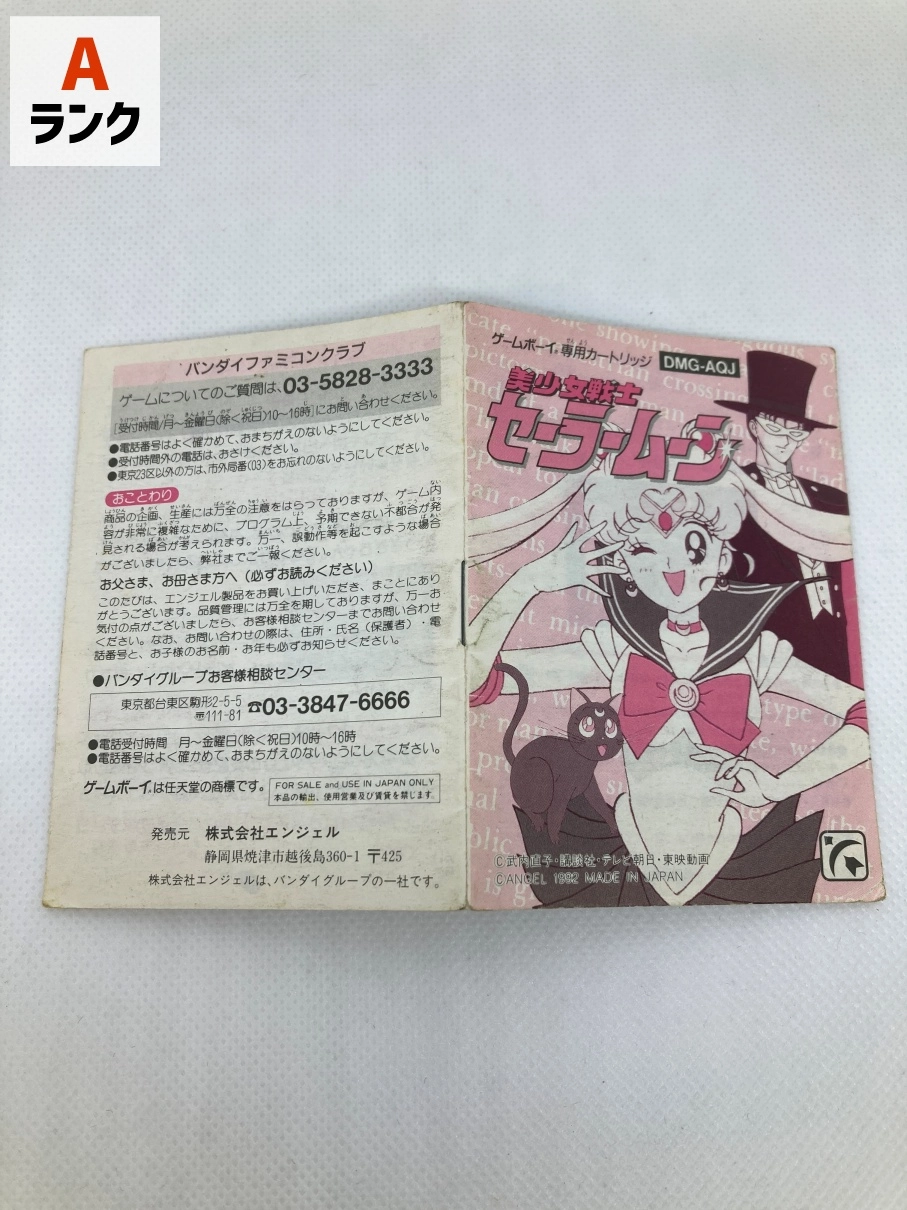 A
ランク
バンダイファミコンクラブ
ゲームについてのご質問は、03-5828-3333
[受付時間/月〜金曜日(除く祝日)10〜16時]にお問い合わせください。
●電話番号はよく確かめて、おまちがえのないようにしてください。
●受付時間外の電話は、おさけください。
●東京23区以外の方は、市外局番(03)をお忘れのないようにしてください。
おことわり
商品の企画、生産には万全の注意をはらっておりますが、ゲーム内
容が非常に複雑なために、プログラム上、予期できない不都合が発
見される場合が考えられます。万一、誤動作等を起こすような場合
がございましたら、弊社までご一報ください。
お父さま、お母さま方へ(必ずお読みください)
このたびは、エンジェル製品をお買い上げいただき、まことにあり
がとうございます。品質管理には万全を期しておりますが、万一お
気付の点がございましたら、お客様相談センターまでお問い合わせ
ください。なお、お問い合わせの際は、住所・氏名(保護者)・電
話番号と、お子様のお名前・お年も必ずお知らせください。
●バンダイグループお客様相談センター
東京都台東区駒形2-5-5
〒111-81
☎03-3847-6666
●電話受付時間 月〜金曜日(除く祝日)10時〜16時
●電話番号はよく確かめて、おまちがえのないようにしてください。
ゲームボーイは任天堂の商標です。
FOR SALE and USE IN JAPAN ONLY
本品の輸出、使用営業及び賃貸を禁じます。
発売元 株式会社エンジェル
静岡県焼津市越後島360-1 〒425
株式会社エンジェルは、バンダイグループの一社です。
ゲームボーイ専用カートリッジ DMG-AQJ
美少女戦士
セーラームーン
©武内直子・講談社・テレビ朝日・東映動画
©ANGEL 1992 MADE IN JAPAN